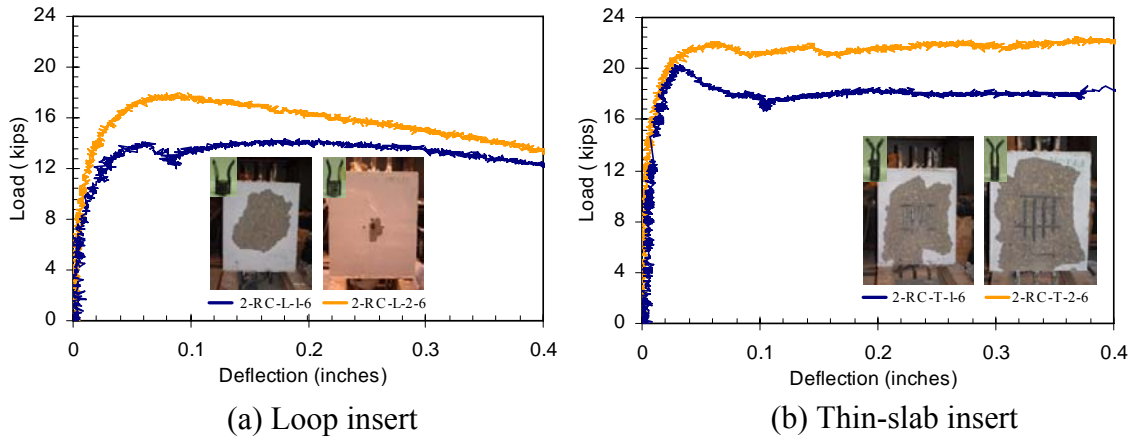 24
20
16
12
8
4
0
Load ( kips)
0
0.1
0.2
0.3
0.4
Deflection (inches)
2-RC-L-1-6
2-RC-L-2-6
(a) Loop insert
24
20
16
12
8
4
0
Load ( kips)
0
0.1
0.2
0.3
0.4
Deflection (inches)
2-RC-T-1-6
2-RC-T-2-6
(b) Thin-slab insert